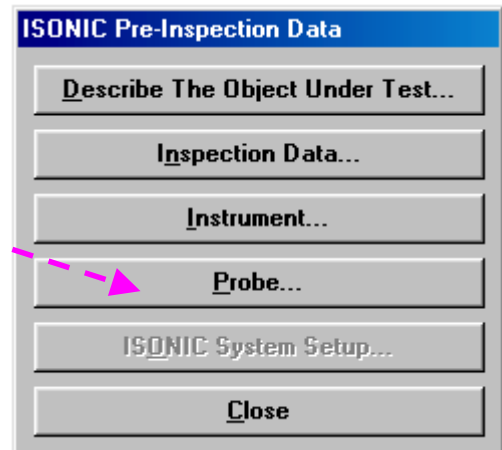 ISONIC Pre-Inspection Data
Describe The Object Under Test...
Inspection Data...
Instrument...
Probe...
ISONIC System Setup...
Close